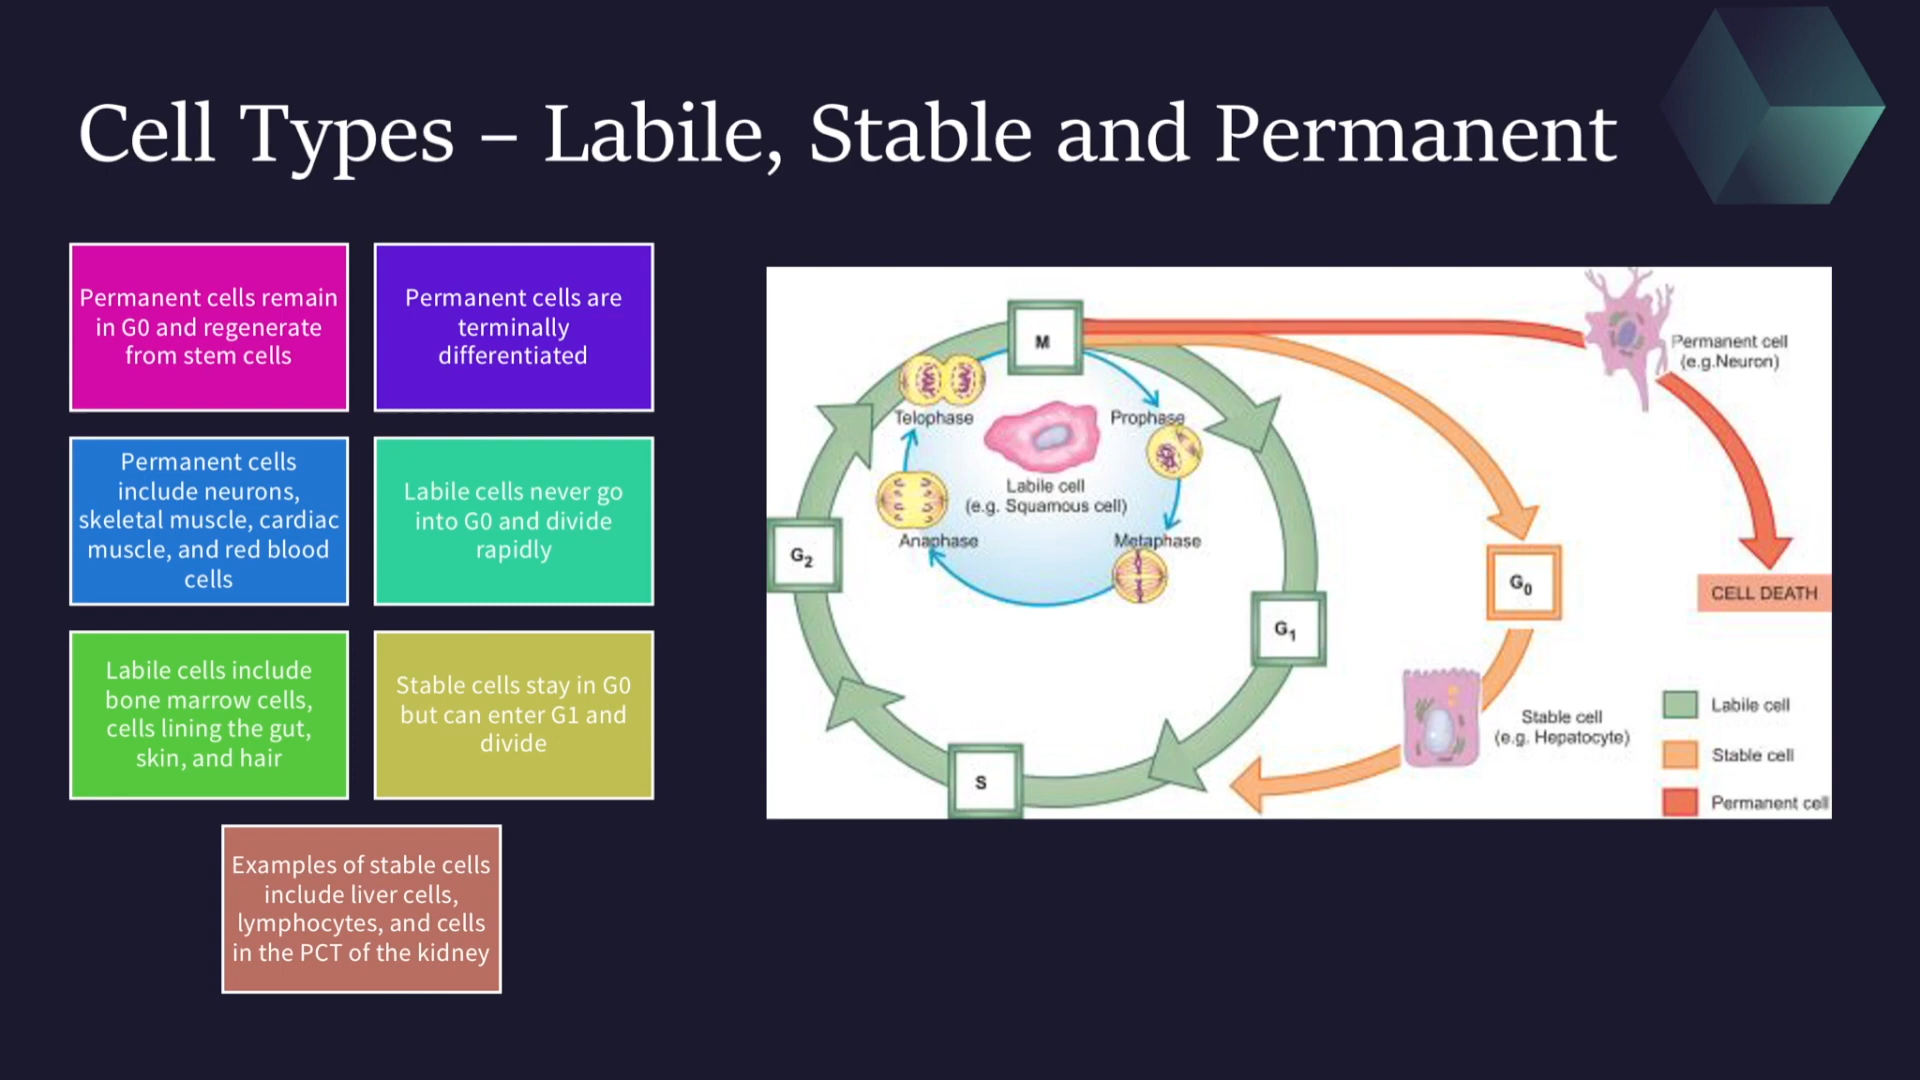 Cell Types – Labile, Stable and Permanent
Permanent cells remain
in G0 and regenerate
from stem cells
Permanent cells are
terminally
differentiated
Permanent cells
include neurons,
skeletal muscle, cardiac
muscle, and red blood
cells
Labile cells never go
into G0 and divide
rapidly
Labile cells include
bone marrow cells,
cells lining the gut,
skin, and hair
Stable cells stay in G0
but can enter G1 and
divide
Examples of stable cells
include liver cells,
lymphocytes, and cells
in the PCT of the kidney
M
Permanent cell
(e.g.Neuron)
Telophase
Prophase
Labile cell
(e.g. Squamous cell)
Anaphase
Metaphase
G2
G0
CELL DEATH
G1
Stable cell
(e.g. Hepatocyte)
S
Labile cell
Stable cell
Permanent cell